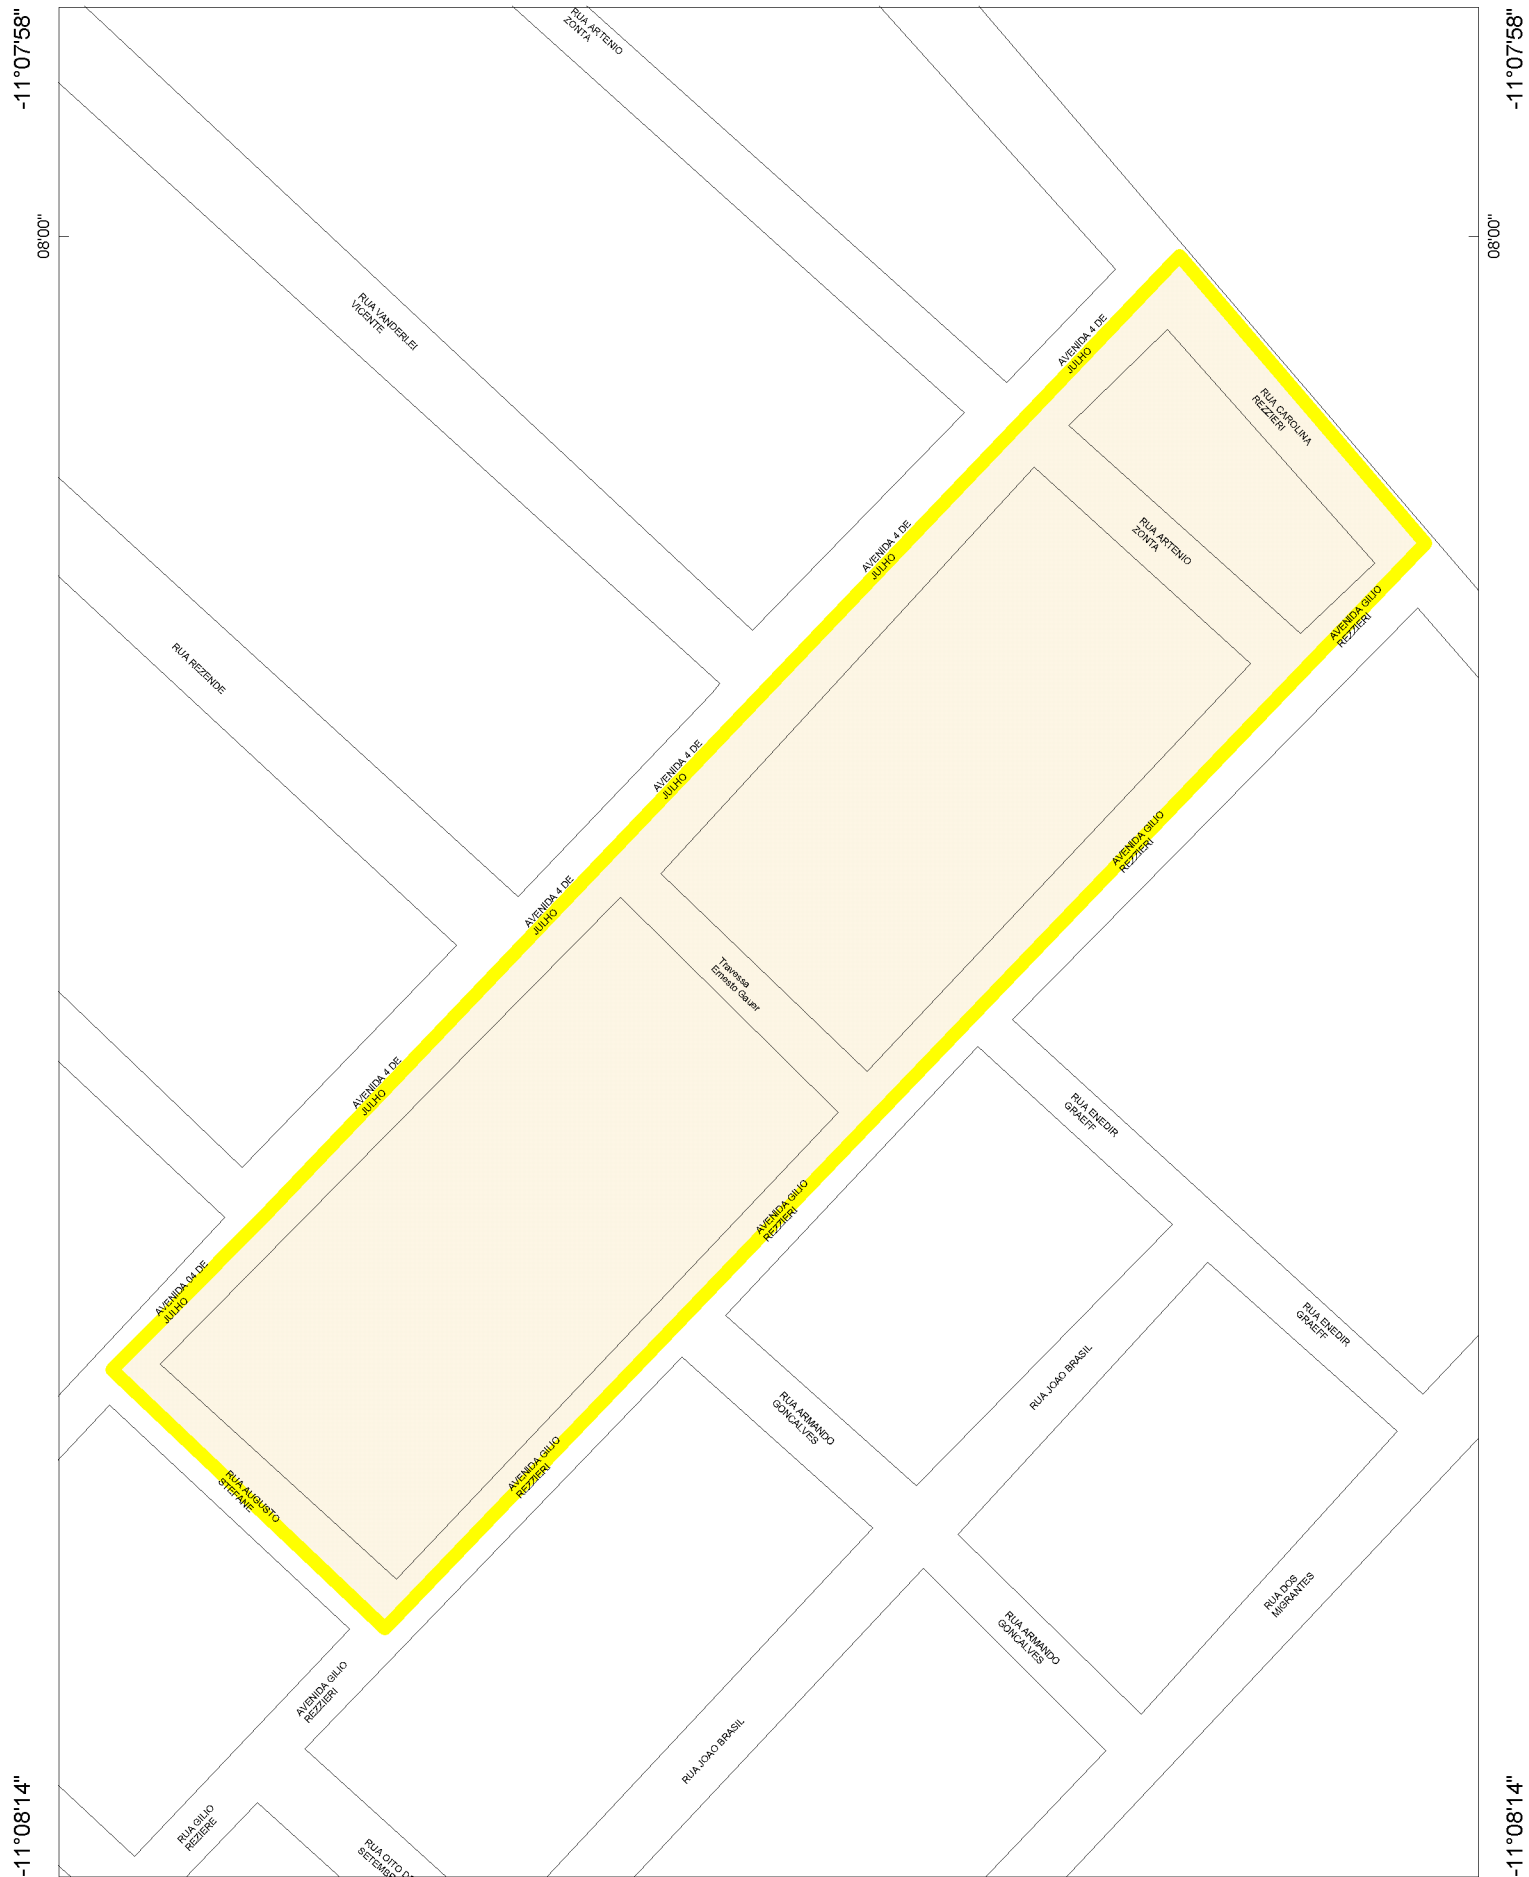 -11°07'58"
-11°07'58"
RUA ARTENIO
ZONTA
08'00"
08'00"
RUA VANDERLEI
VICENTE
AVENIDA 4 DE
JULHO
RUA CAROLINA
REZZIERI
AVENIDA 4 DE
JULHO
RUA ARTENIO
ZONTA
AVENIDA GILIO
REZZIERI
RUA REZENDE
AVENIDA 4 DE
JULHO
AVENIDA GILIO
REZZIERI
AVENIDA 4 DE
JULHO
Travessa
Ernesto Gauer
AVENIDA 4 DE
JULHO
RUA ENEDIR
GRAEFF
AVENIDA GILIO
REZZIERI
AVENIDA 04 DE
JULHO
RUA ENEDIR
GRAEFF
RUA JOAO BRASIL
RUA ARMANDO
GONCALVES
AVENIDA GILIO
REZZIERI
RUA AUGUSTO
STEFANE
RUA DOS
MIGRANTES
RUA ARMANDO
GONCALVES
AVENIDA GILIO
REZZIERI
RUA JOAO BRASIL
RUA GILIO
REZIERE
RUA OITO
-11°08'14"
-11°08'14"